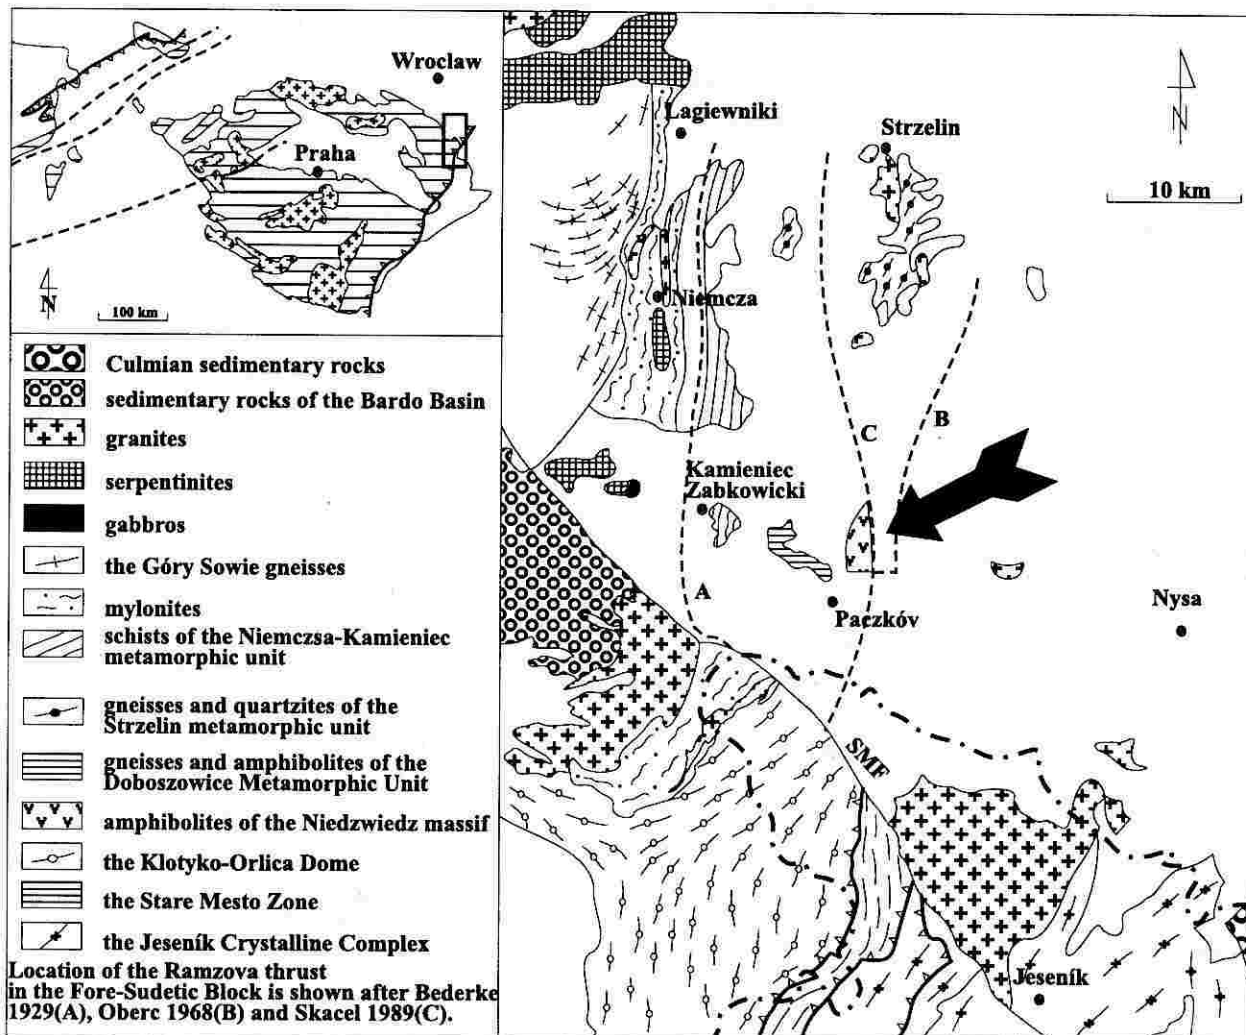 Wroclaw
Praha
N
100 km
Culmian sedimentary rocks
sedimentary rocks of the Bardo Basin
granites
serpentinites
gabbros
the Góry Sowie gneisses
mylonites
schists of the Niemczsa-Kamieniec
metamorphic unit
gneisses and quartzites of the
Strzelin metamorphic unit
gneisses and amphibolites of the
Doboszowice Metamorphic Unit
amphibolites of the Niedzwiedz massif
the Klotyko-Orlica Dome
the Stare Mesto Zone
the Jeseník Crystalline Complex
Location of the Ramzova thrust
in the Fore-Sudetic Block is shown after Bederke
1929(A), Oberc 1968(B) and Skacel 1989(C).
Lagiewniki
Strzelin
N
10 km
Niemcza
C
B
Kamieniec
Zabkowicki
A
Paczkóv
Nysa
SMF
Jeseník